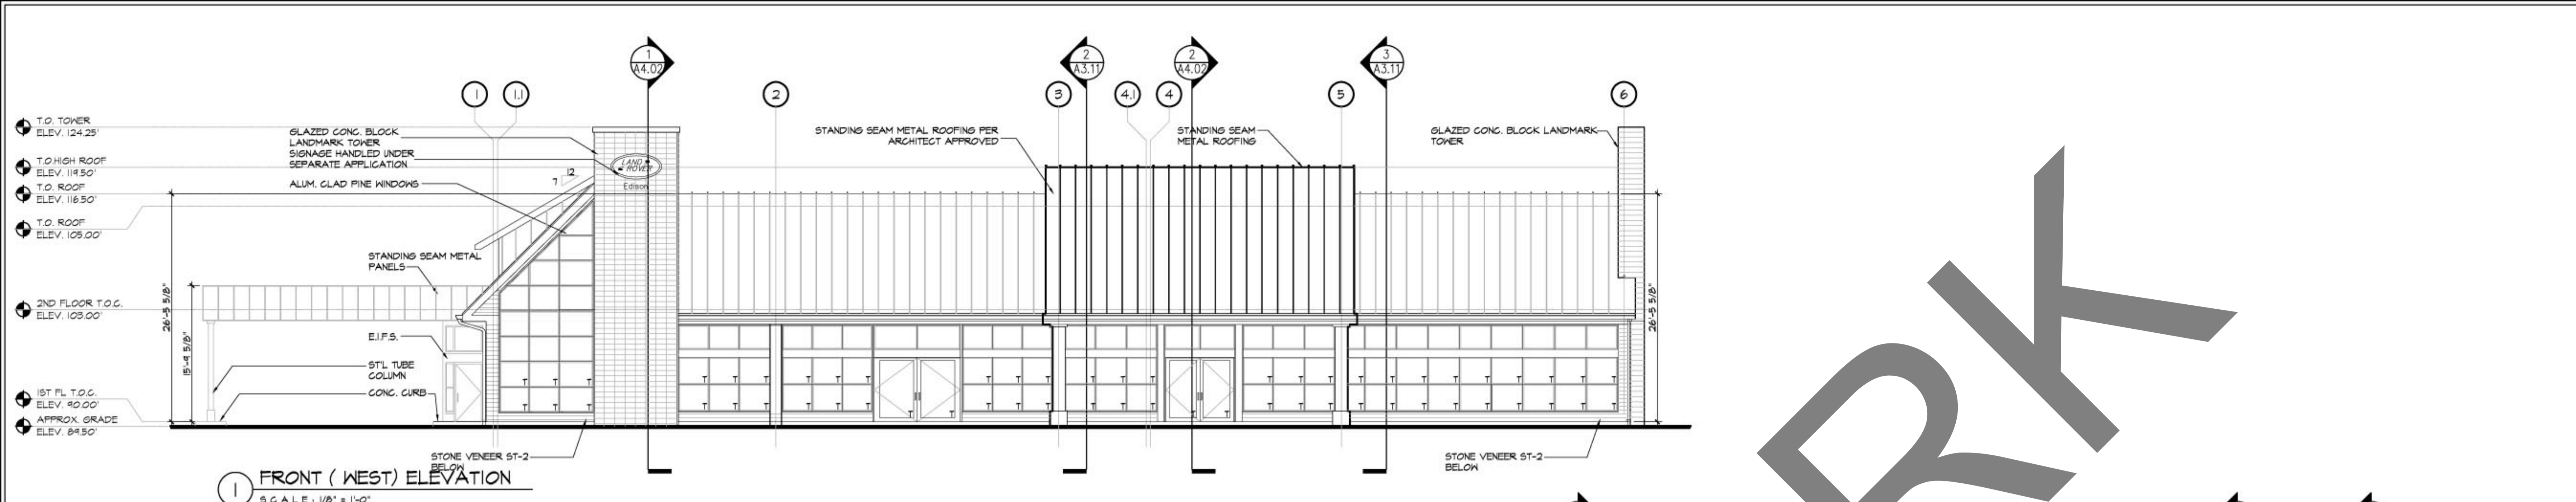 1
A4.02
2
A3.11
2
A4.02
3
A3.11
1
1.1
2
3
4.1
4
5
6
T.O. TOWER
ELEV. 124.25'
T.O. HIGH ROOF
ELEV. 119.50'
T.O. ROOF
ELEV. 116.50'
T.O. ROOF
ELEV. 105.00'
2ND FLOOR T.O.C.
ELEV. 103.00'
1ST FL T.O.C.
ELEV. 90.00'
APPROX. GRADE
ELEV. 89.50'
GLAZED CONC. BLOCK
LANDMARK TOWER
SIGNAGE HANDLED UNDER
SEPARATE APPLICATION
ALUM. CLAD PINE WINDOWS
12
7
LAND
ROVER
Edison
STANDING SEAM METAL ROOFING PER
ARCHITECT APPROVED
STANDING SEAM
METAL ROOFING
GLAZED CONC. BLOCK LANDMARK
TOWER
STANDING SEAM METAL
PANELS
26'-5 5/8"
15'-9 5/8"
26'-5 5/8"
E.I.F.S.
ST'L TUBE
COLUMN
CONC. CURB
T T T T T T T T T T T T T T T T T T T T T T T T T
T T T T T T T T T T T T T T T T T T T T T T T T T
STONE VENEER ST-2
BELOW
STONE VENEER ST-2
BELOW
1
FRONT ( WEST) ELEVATION
SCALE: 1/8" = 1'-0"
RK